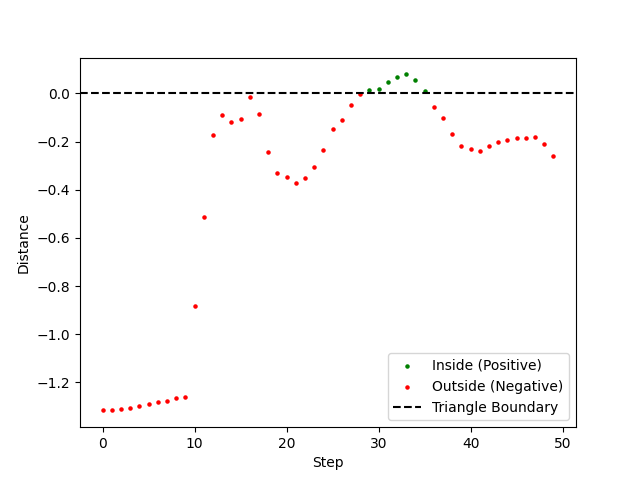 0.0
−0.2
−0.4
−0.6
−0.8
−1.0
−1.2
Distance
0 10 20 30 40 50
Step
Inside (Positive)
Outside (Negative)
Triangle Boundary